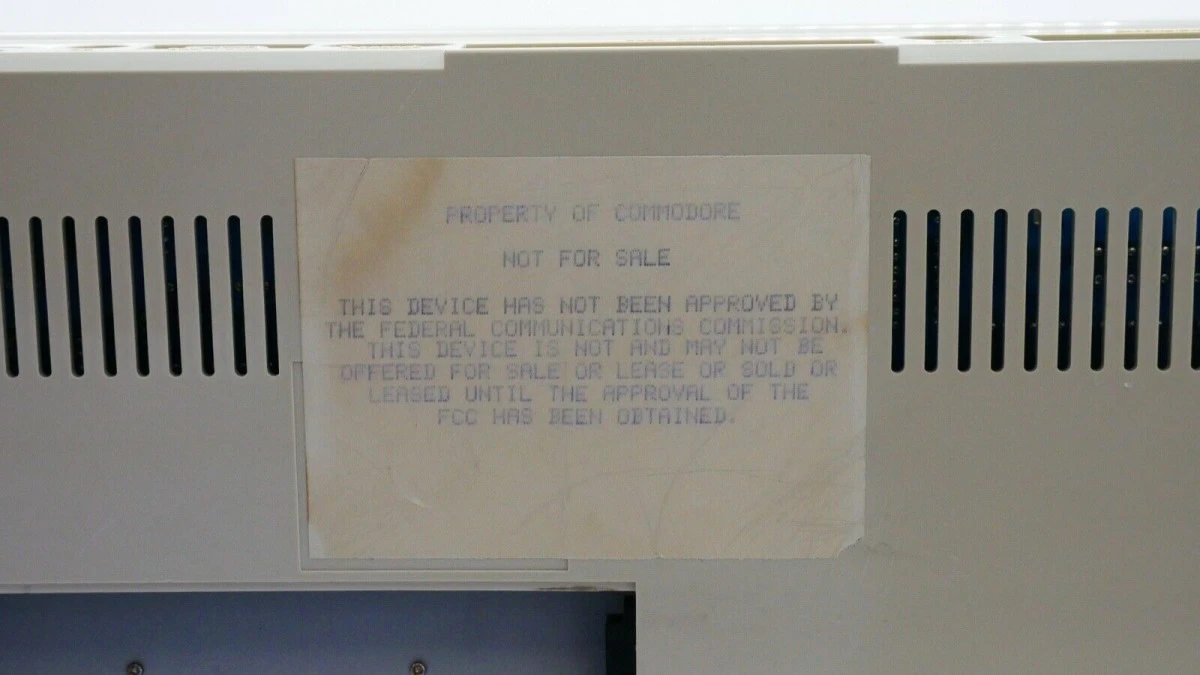 PROPERTY OF COMMODORE
NOT FOR SALE
THIS DEVICE HAS NOT BEEN APPROVED BY
THE FEDERAL COMMUNICATIONS COMMISSION.
THIS DEVICE IS NOT AND MAY NOT BE
OFFERED FOR SALE OR LEASE OR SOLD OR
LEASED UNTIL THE APPROVAL OF THE
FCC HAS BEEN OBTAINED.